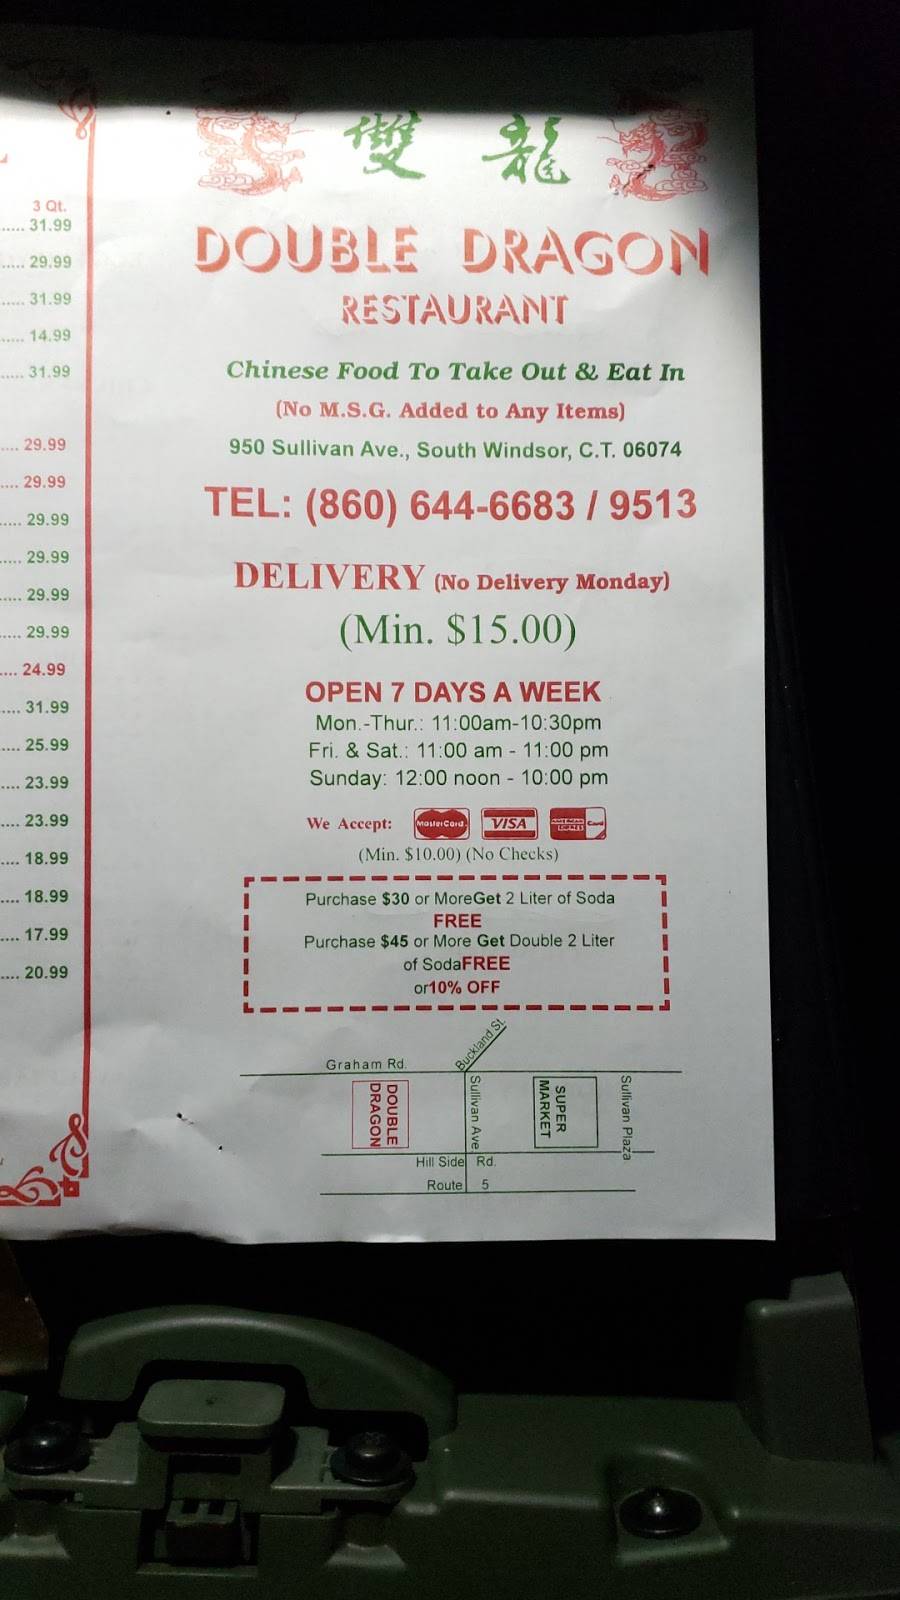 3 Qt.
..... 31.99
..... 29.99
..... 31.99
..... 14.99
..... 31.99
.... 29.99
.... 29.99
..... 29.99
..... 29.99
..... 29.99
..... 29.99
.... 24.99
..... 31.99
.... 25.99
.... 23.99
.... 23.99
.... 18.99
.... 18.99
.... 17.99
.... 20.99
雙 龍
DOUBLE DRAGON
RESTAURANT
Chinese Food To Take Out & Eat In
(No M.S.G. Added to Any Items)
950 Sullivan Ave., South Windsor, C.T. 06074
TEL: (860) 644-6683 / 9513
DELIVERY (No Delivery Monday)
(Min. $15.00)
OPEN 7 DAYS A WEEK
Mon.-Thur.: 11:00am-10:30pm
Fri. & Sat.: 11:00 am - 11:00 pm
Sunday: 12:00 noon - 10:00 pm
We Accept: MasterCard. VISA AMERICAN EXPRESS Card
(Min. $10.00) (No Checks)
Purchase $30 or MoreGet 2 Liter of Soda
FREE
Purchase $45 or More Get Double 2 Liter
of SodaFREE
or10% OFF
Buckland St.
Graham Rd.
DOUBLE
DRAGON
Sullivan Ave
SUPER
MARKET
Sullivan Plaza
Hill Side Rd.
Route 5